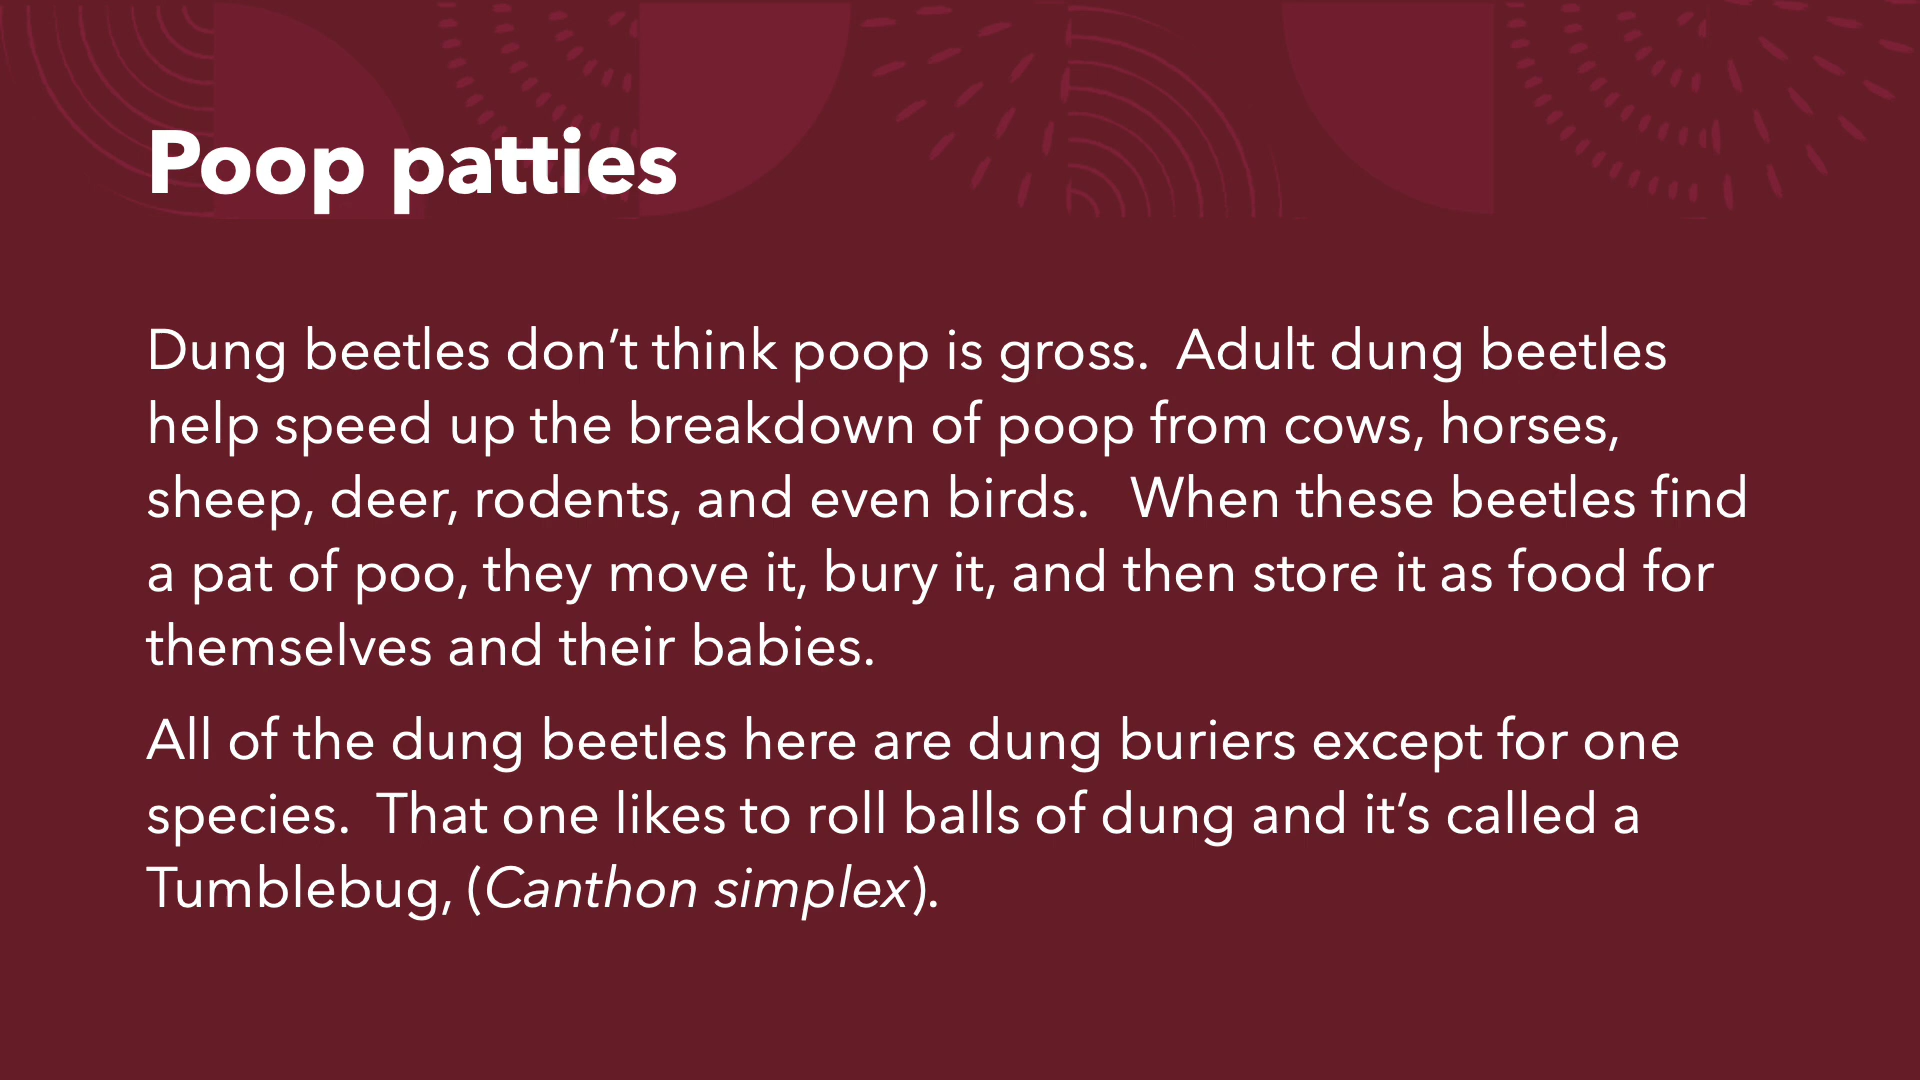 Poop patties
Dung beetles don’t think poop is gross.  Adult dung beetles
help speed up the breakdown of poop from cows, horses,
sheep, deer, rodents, and even birds.   When these beetles find
a pat of poo, they move it, bury it, and then store it as food for
themselves and their babies.
All of the dung beetles here are dung buriers except for one
species.  That one likes to roll balls of dung and it’s called a
Tumblebug, (Canthon simplex).